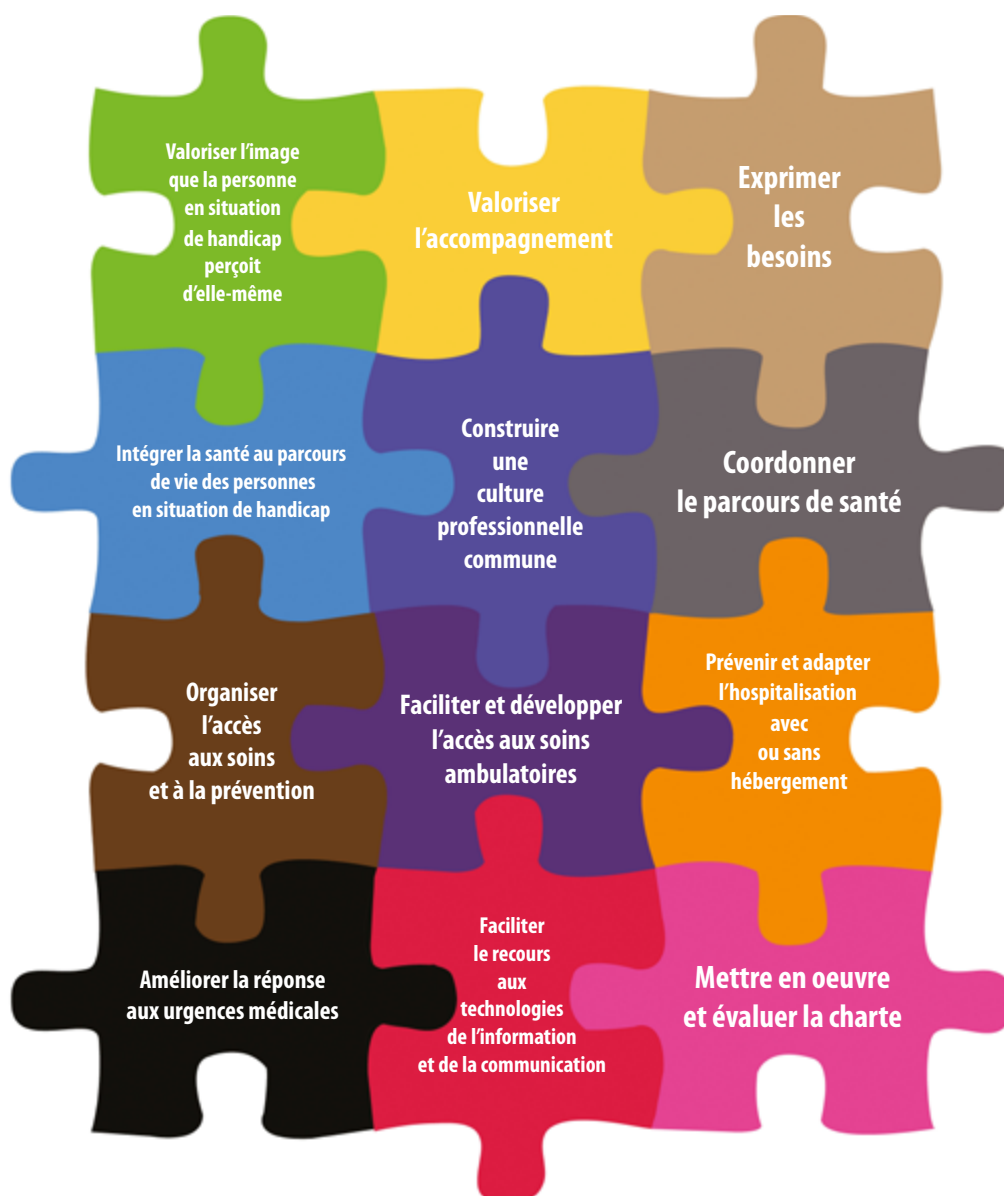 Valoriser l'image
que la personne
en situation
de handicap
perçoit
d'elle-même
Valoriser
l'accompagnement
Exprimer
les
besoins
Intégrer la santé au parcours
de vie des personnes
en situation de handicap
Construire
une
culture
professionnelle
commune
Coordonner
le parcours de santé
Organiser
l'accès
aux soins
et à la prévention
Faciliter et développer
l'accès aux soins
ambulatoires
Prévenir et adapter
l'hospitalisation
avec
ou sans
hébergement
Améliorer la réponse
aux urgences médicales
Faciliter
le recours
aux
technologies
de l'information
et de la communication
Mettre en oeuvre
et évaluer la charte